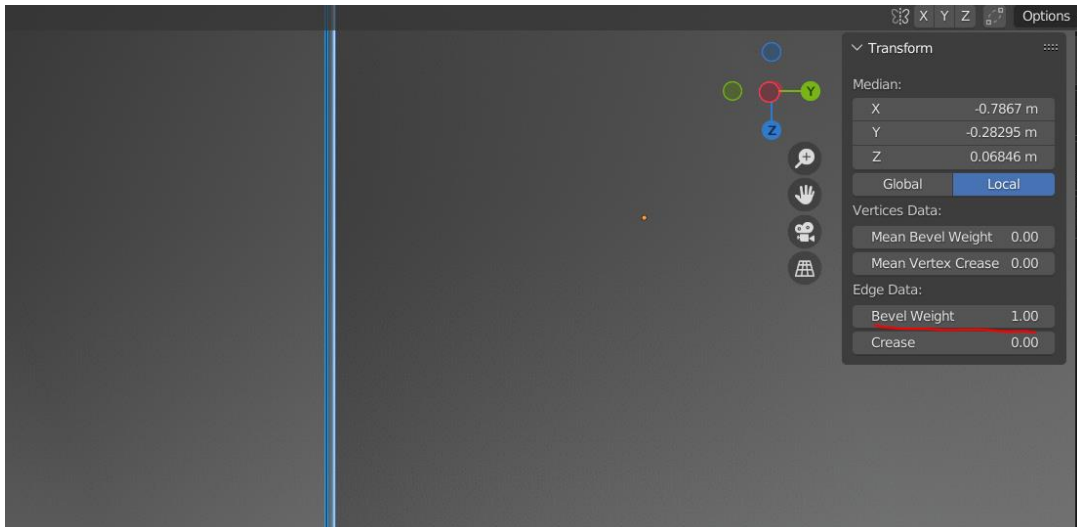 X Y Z Options
Transform
Median:
X -0.7867 m
Y -0.28295 m
Z 0.06846 m
Global Local
Vertices Data:
Mean Bevel Weight 0.00
Mean Vertex Crease 0.00
Edge Data:
Bevel Weight 1.00
Crease 0.00
Y
Z